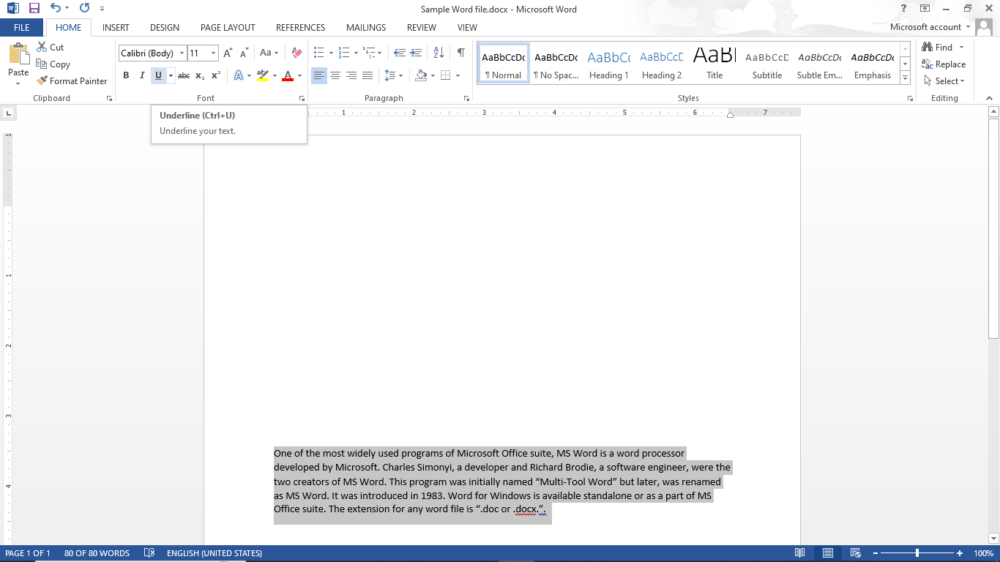 Sample Word file.docx - Microsoft Word
FILE HOME INSERT DESIGN PAGE LAYOUT REFERENCES MAILINGS REVIEW VIEW Microsoft account
Calibri (Body) 11 Aa
Paste
Cut
Copy
Format Painter
B I U abc x₂ x² A ab A
AaBbCcDc AaBbCcDc AaBbCc AaBbCcD AaBl AaBbCcD AaBbCcDc AaBbCcDc
¶ Normal ¶ No Spac... Heading 1 Heading 2 Title Subtitle Subtle Em... Emphasis
Find
Replace
Select
Clipboard Font Paragraph Styles Editing
Underline (Ctrl+U)
Underline your text.
1 2 3 4 5 6 7
1
1
2
3
4
One of the most widely used programs of Microsoft Office suite, MS Word is a word processor
developed by Microsoft. Charles Simonyi, a developer and Richard Brodie, a software engineer, were the
two creators of MS Word. This program was initially named “Multi-Tool Word” but later, was renamed
as MS Word. It was introduced in 1983. Word for Windows is available standalone or as a part of MS
Office suite. The extension for any word file is “.doc or .docx.”.
PAGE 1 OF 1 80 OF 80 WORDS ENGLISH (UNITED STATES) 100%